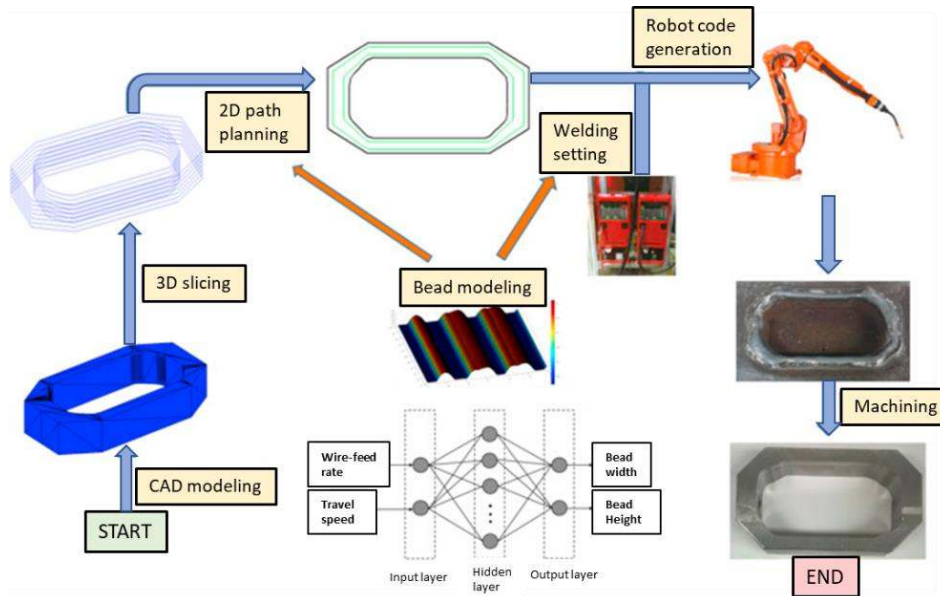 Robot code
generation
2D path
planning
Welding
setting
3D slicing
Bead modeling
Machining
CAD modeling
START
Wire-feed
rate
Travel
speed
Bead
width
Bead
Height
Input layer
Hidden
layer
Output layer
END